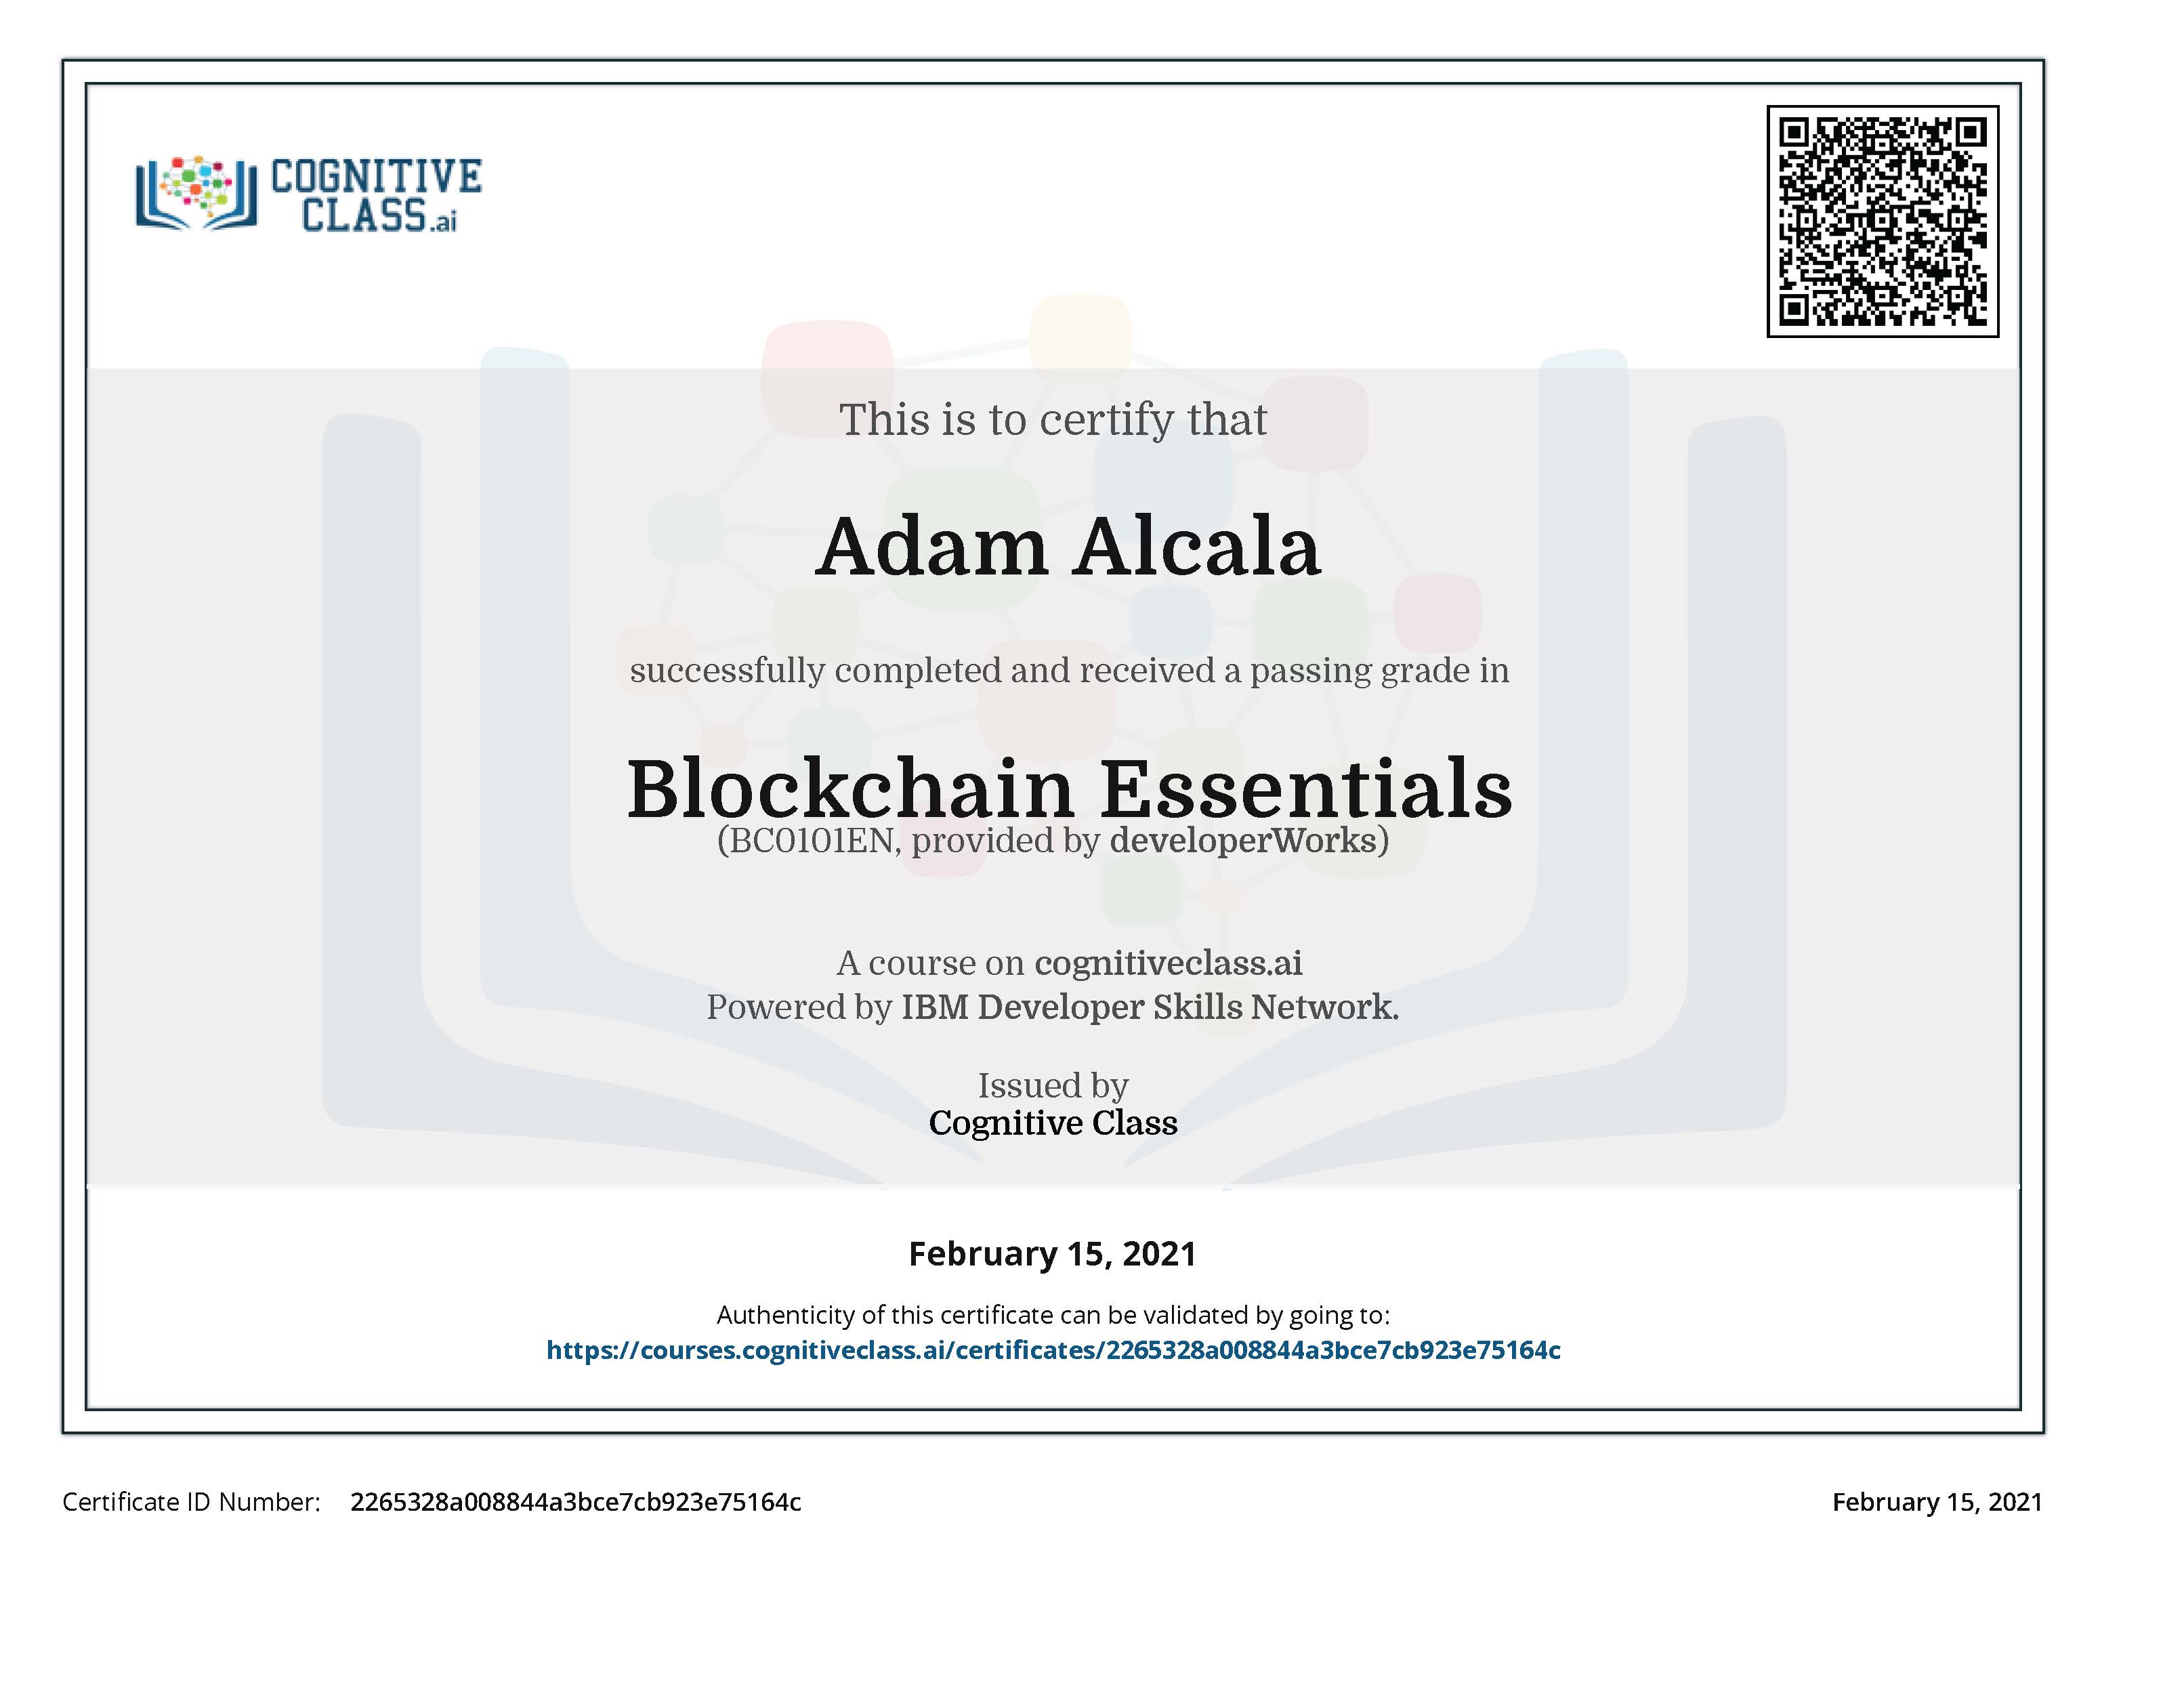 COGNITIVE
CLASS.ai
This is to certify that
Adam Alcala
successfully completed and received a passing grade in
Blockchain Essentials
(BC0101EN, provided by developerWorks)
A course on cognitiveclass.ai
Powered by IBM Developer Skills Network.
Issued by
Cognitive Class
February 15, 2021
Authenticity of this certificate can be validated by going to:
https://courses.cognitiveclass.ai/certificates/2265328a008844a3bce7cb923e75164c
Certificate ID Number: 2265328a008844a3bce7cb923e75164c
February 15, 2021